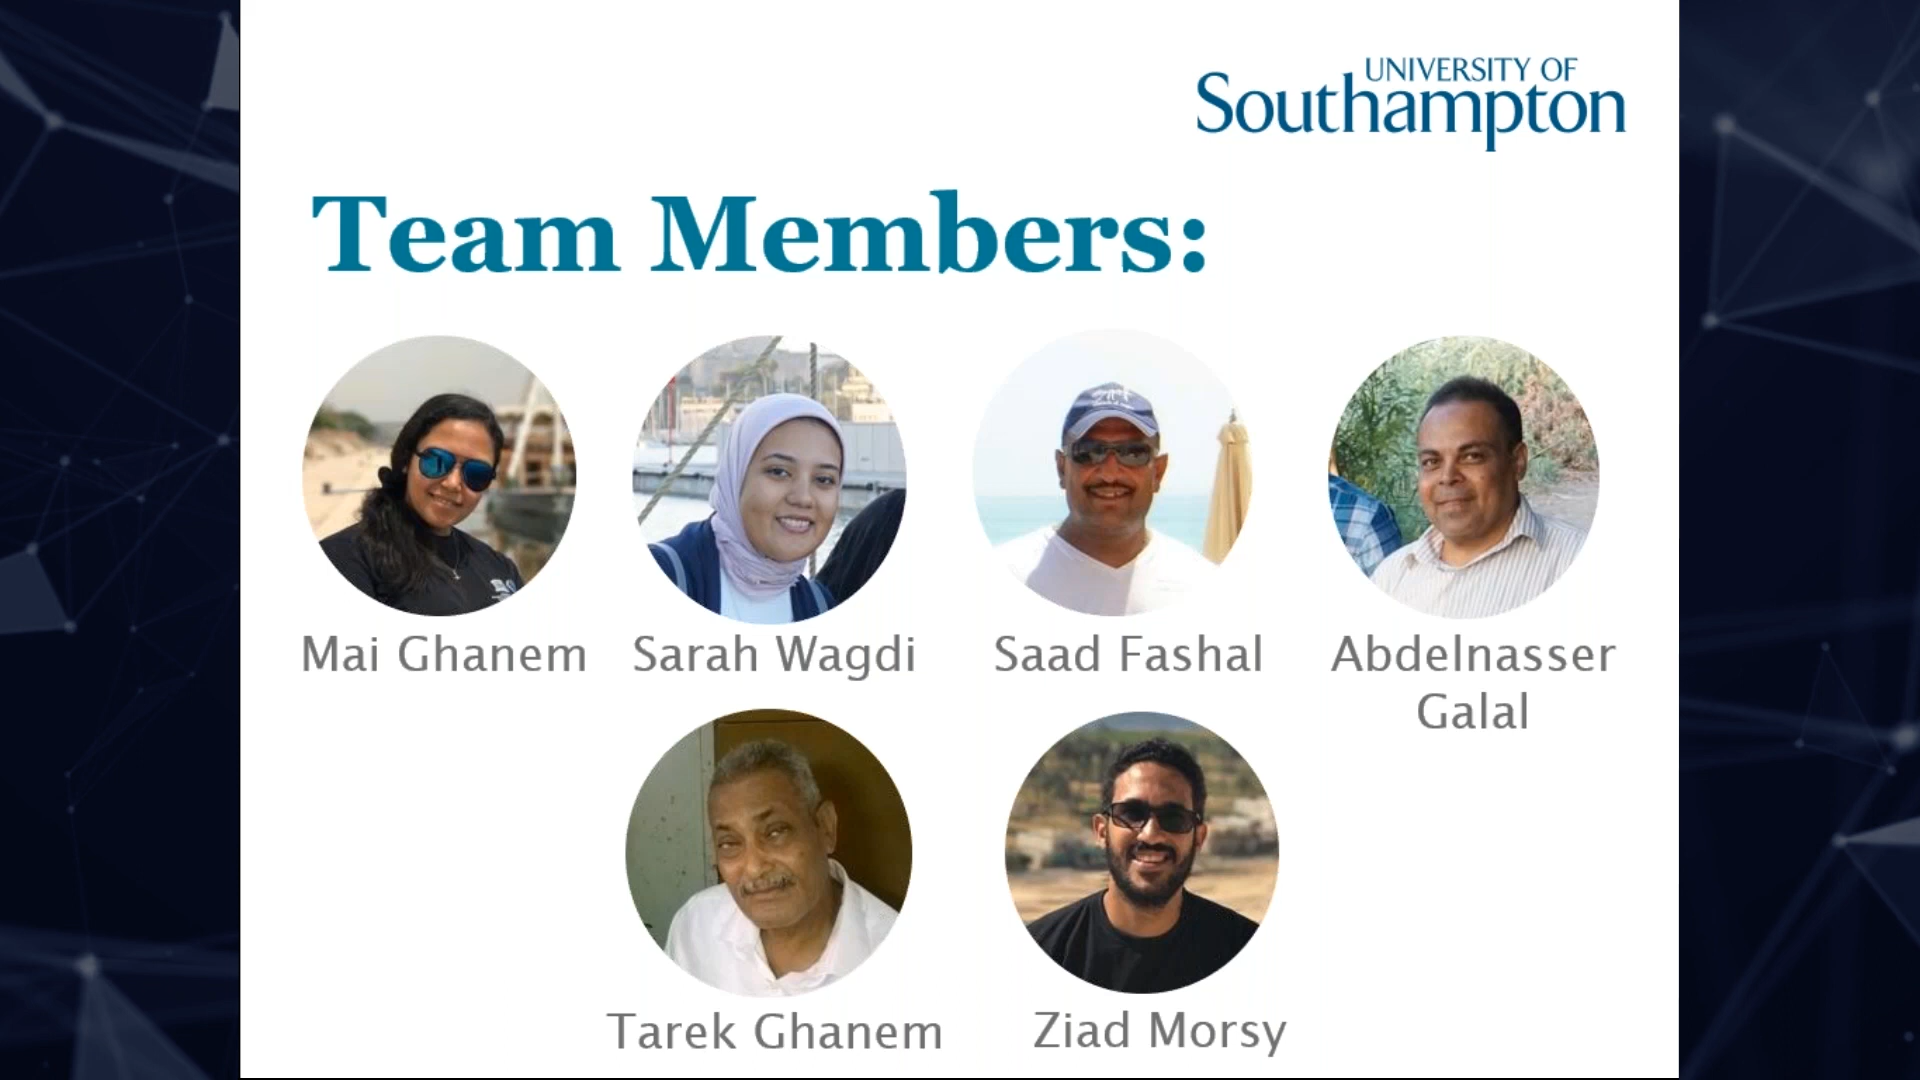 UNIVERSITY OF
Southampton
Team Members:
Mai Ghanem
Sarah Wagdi
Saad Fashal
Abdelnasser
Galal
Tarek Ghanem
Ziad Morsy